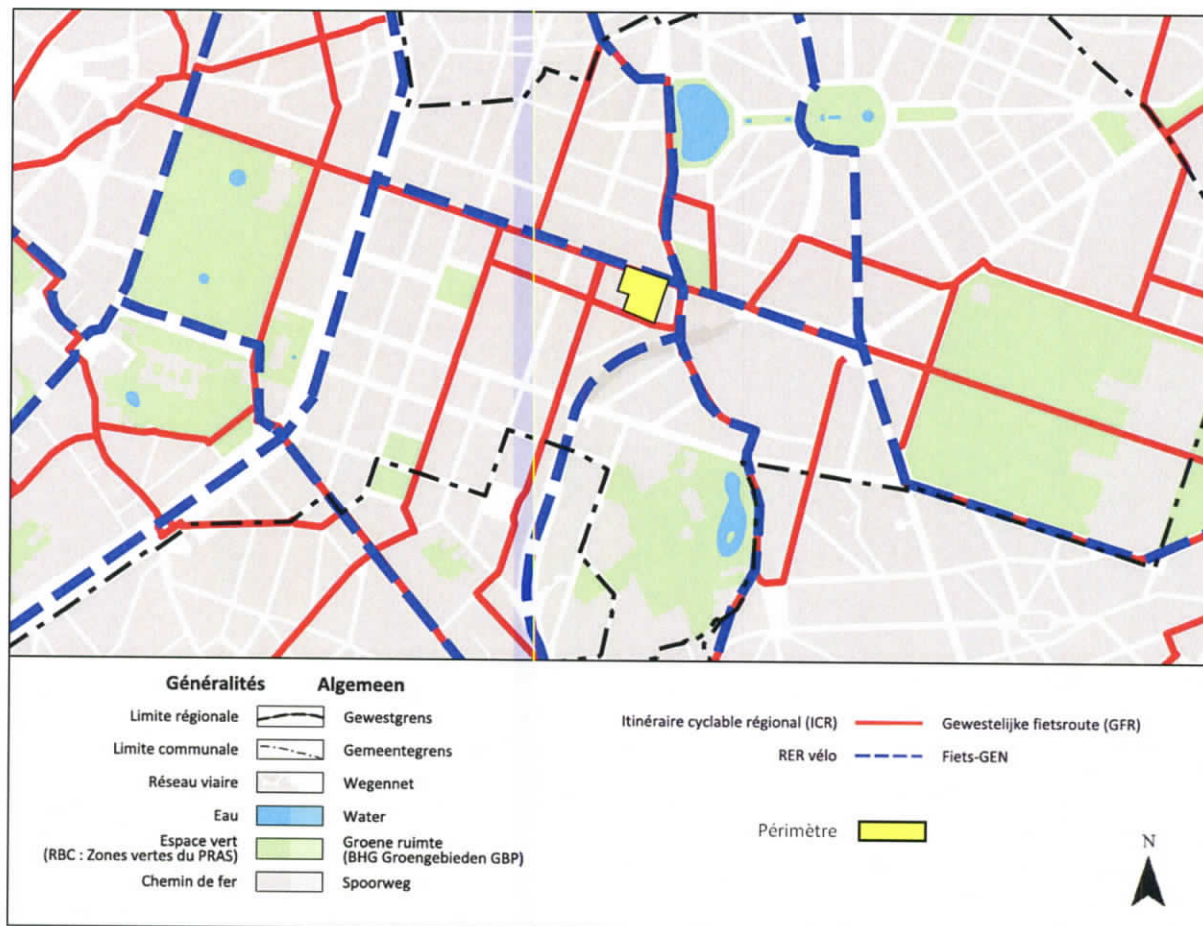 Généralités Algemeen
Limite régionale Gewestgrens
Limite communale Gemeentegrens
Réseau viaire Wegennet
Eau Water
Espace vert Groene ruimte
(RBC : Zones vertes du PRAS) (BHG Groengebieden GBP)
Chemin de fer Spoorweg
Itinéraire cyclable régional (ICR) Gewestelijke fietsroute (GFR)
RER vélo Fiets-GEN
Périmètre
N